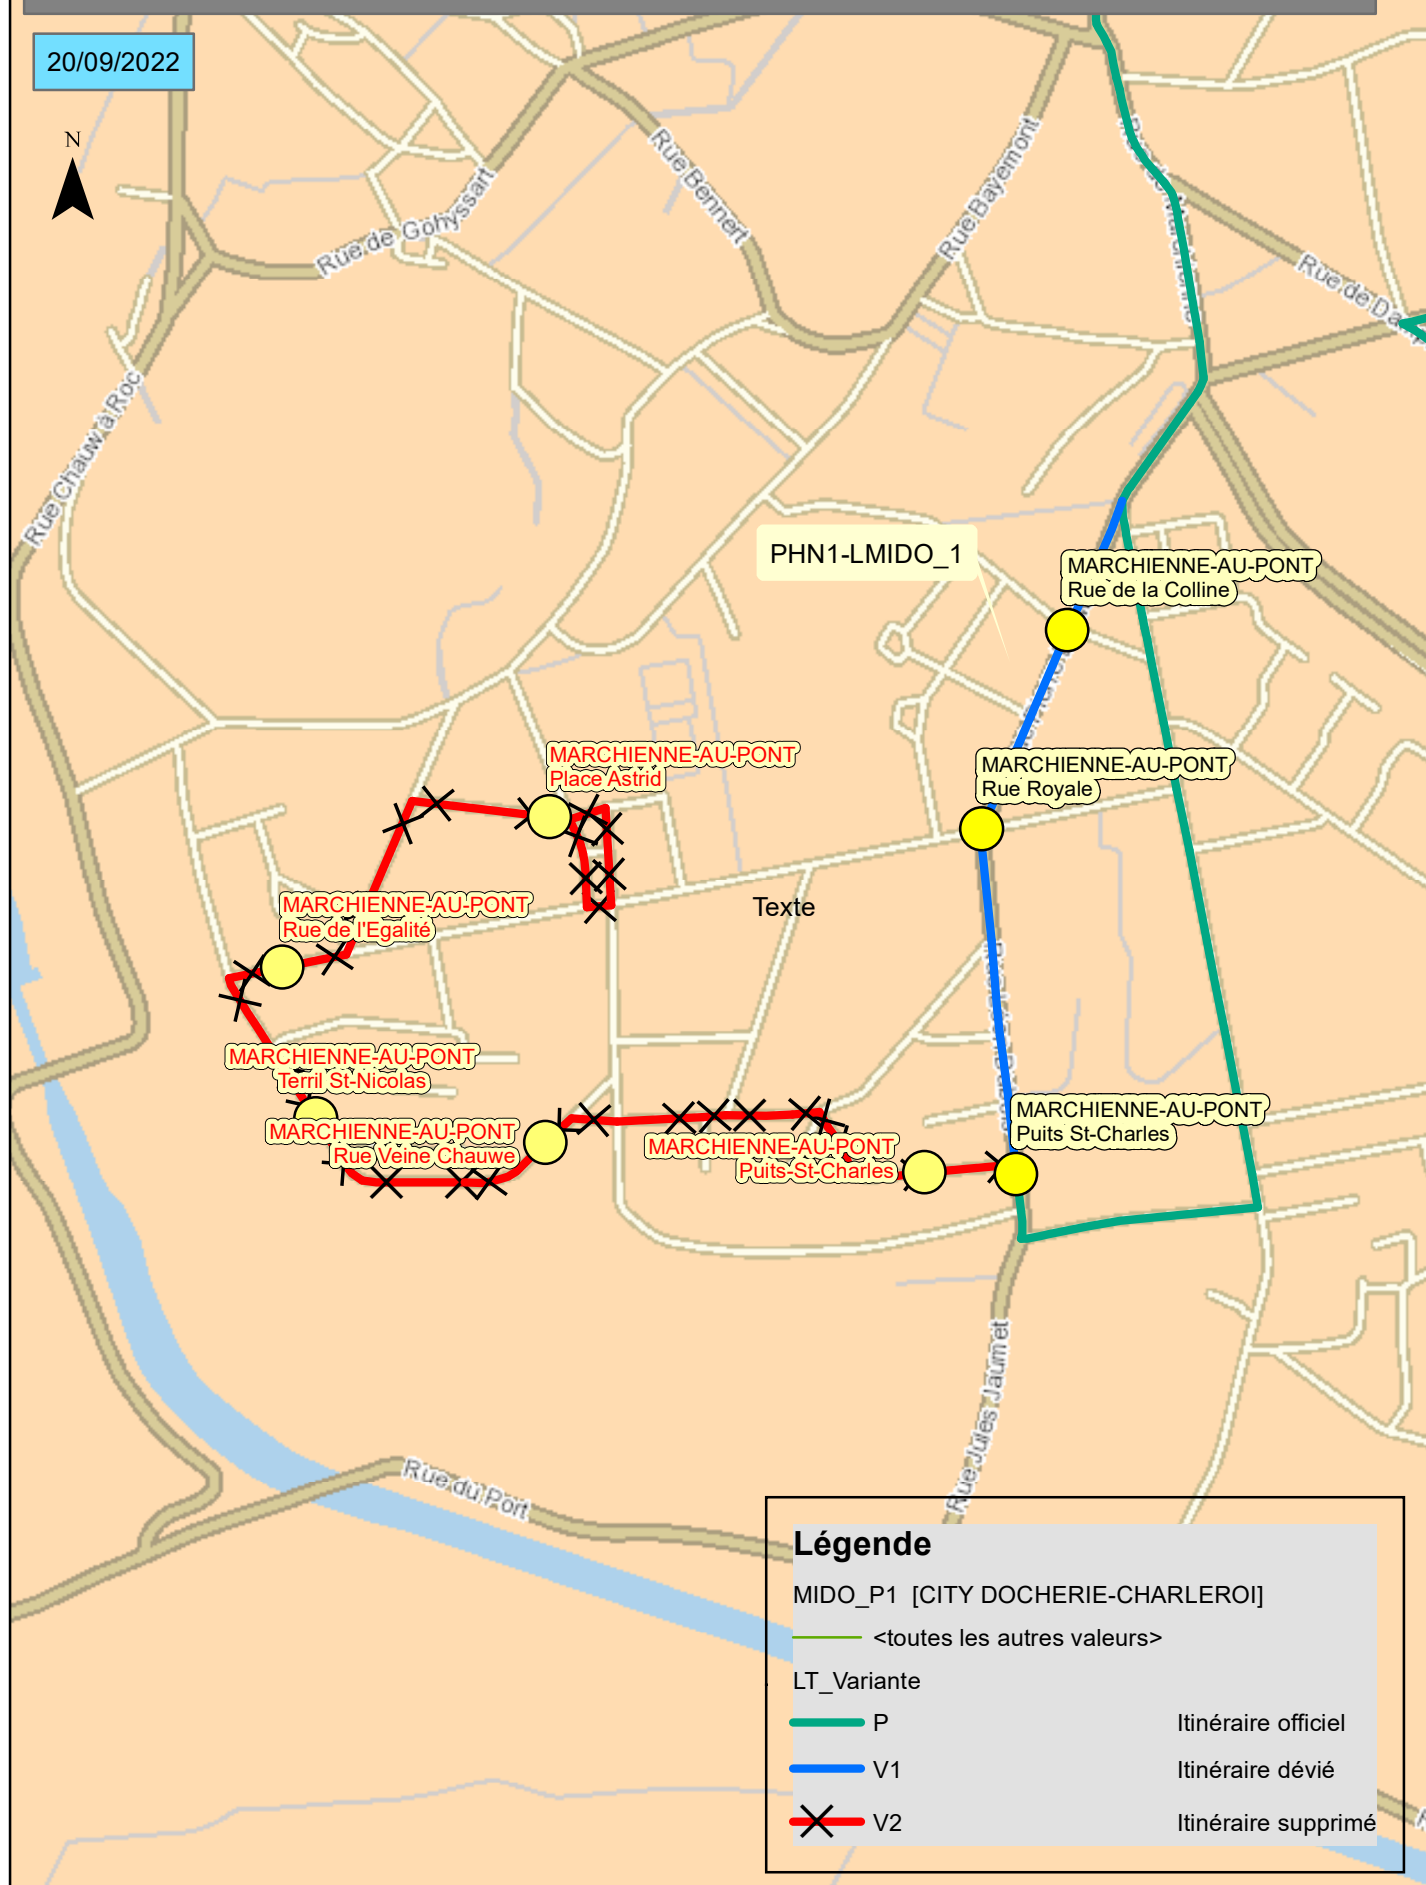 20/09/2022
N
Rue Bennert
Rue Bayemont
Rue de Gohyssart
Rue Chauw à Roc
PHN1-LMIDO_1
MARCHIENNE-AU-PONT
Rue de la Colline
MARCHIENNE-AU-PONT
Place Astrid
MARCHIENNE-AU-PONT
Rue Royale
MARCHIENNE-AU-PONT
Rue de l'Egalité
Texte
MARCHIENNE-AU-PONT
Terril St-Nicolas
MARCHIENNE-AU-PONT
Rue Veine Chauwe
MARCHIENNE-AU-PONT
Puits-St-Charles
MARCHIENNE-AU-PONT
Puits St-Charles
Rue Jules Jaumet
Rue du Port
Légende
MIDO_P1 [CITY DOCHERIE-CHARLEROI]
<toutes les autres valeurs>
LT_Variante
P Itinéraire officiel
V1 Itinéraire dévié
V2 Itinéraire supprimé